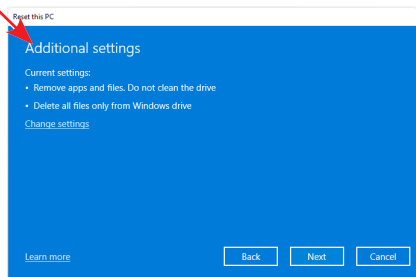 Reset this PC
Additional settings
Current settings:
• Remove apps and files. Do not clean the drive
• Delete all files only from Windows drive
Change settings
Learn more
Back
Next
Cancel